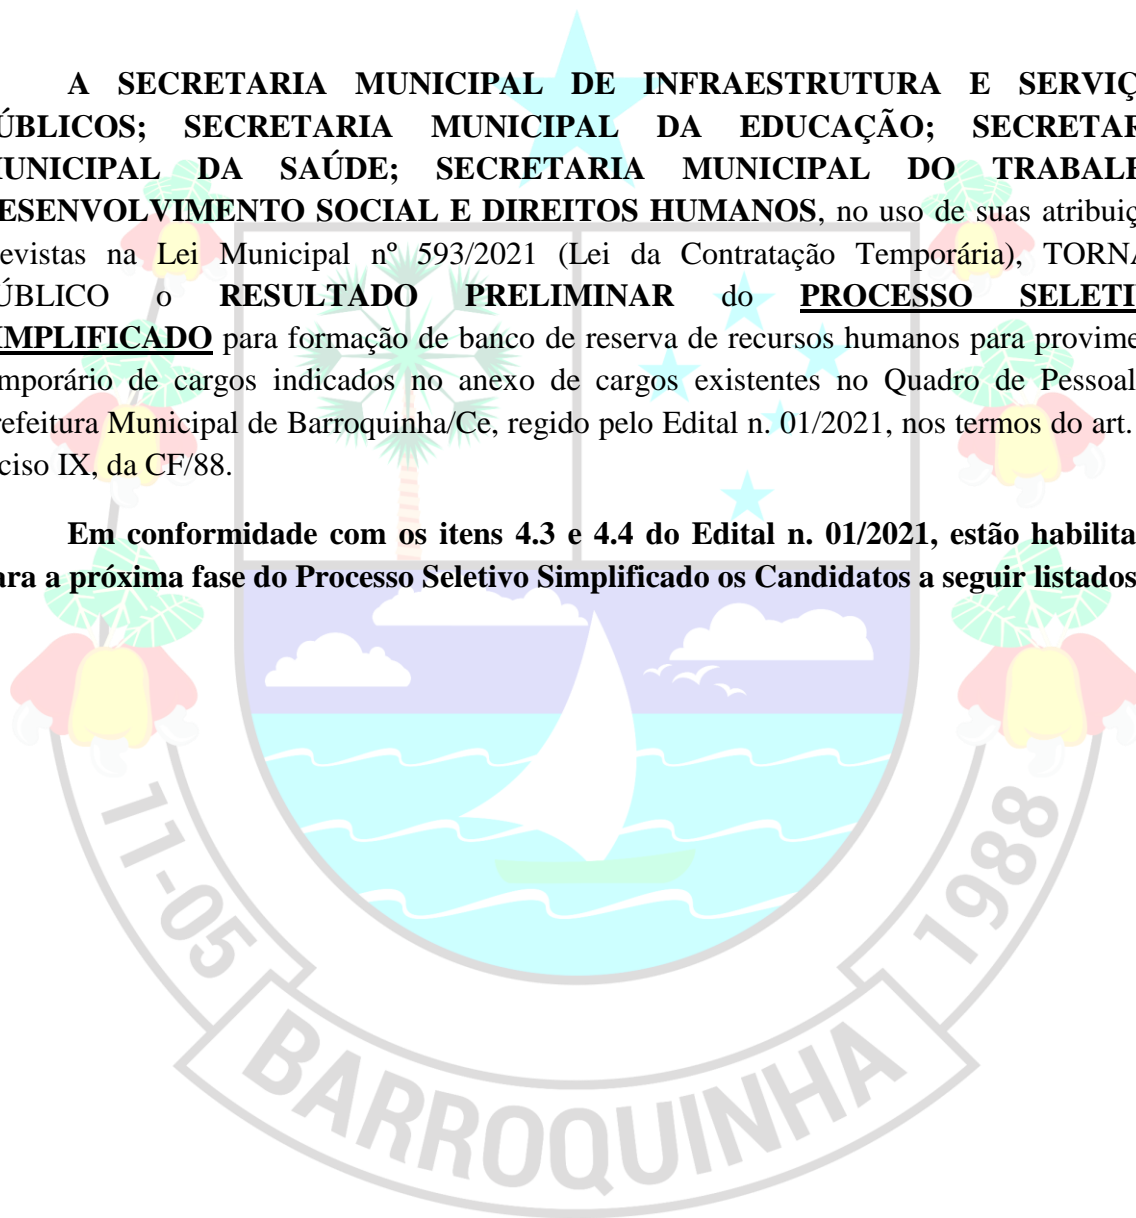 A SECRETARIA MUNICIPAL DE INFRAESTRUTURA E SERVIÇ
ÚBLICOS; SECRETARIA MUNICIPAL DA EDUCAÇÃO; SECRETAR
UNICIPAL DA SAÚDE; SECRETARIA MUNICIPAL DO TRABALH
ESENVOLVIMENTO SOCIAL E DIREITOS HUMANOS, no uso de suas atribuiç
evistas na Lei Municipal nº 593/2021 (Lei da Contratação Temporária), TORNA
ÚBLICO o RESULTADO PRELIMINAR do PROCESSO SELETI
IMPLIFICADO para formação de banco de reserva de recursos humanos para provime
mporário de cargos indicados no anexo de cargos existentes no Quadro de Pessoal
refeitura Municipal de Barroquinha/Ce, regido pelo Edital n. 01/2021, nos termos do art.
ciso IX, da CF/88.
Em conformidade com os itens 4.3 e 4.4 do Edital n. 01/2021, estão habilita
ara a próxima fase do Processo Seletivo Simplificado os Candidatos a seguir listados
11-05
1988
BARROQUINHA